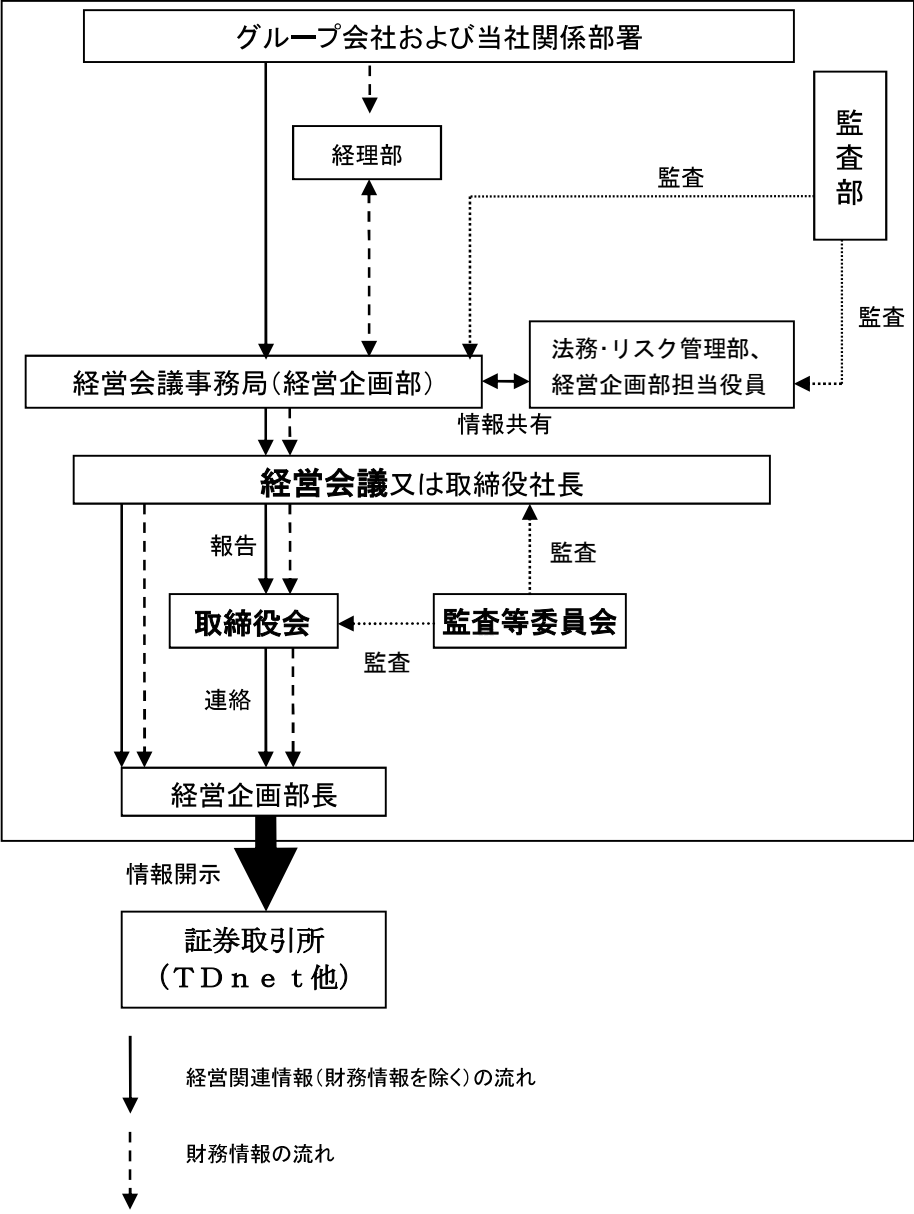 グループ会社および当社関係部署
監査部
経理部
監査
監査
法務・リスク管理部、
経営企画部担当役員
経営会議事務局（経営企画部）
情報共有
経営会議又は取締役社長
報告
監査
取締役会
監査等委員会
監査
連絡
経営企画部長
情報開示
証券取引所
（ＴＤｎｅｔ他）
経営関連情報（財務情報を除く）の流れ
財務情報の流れ